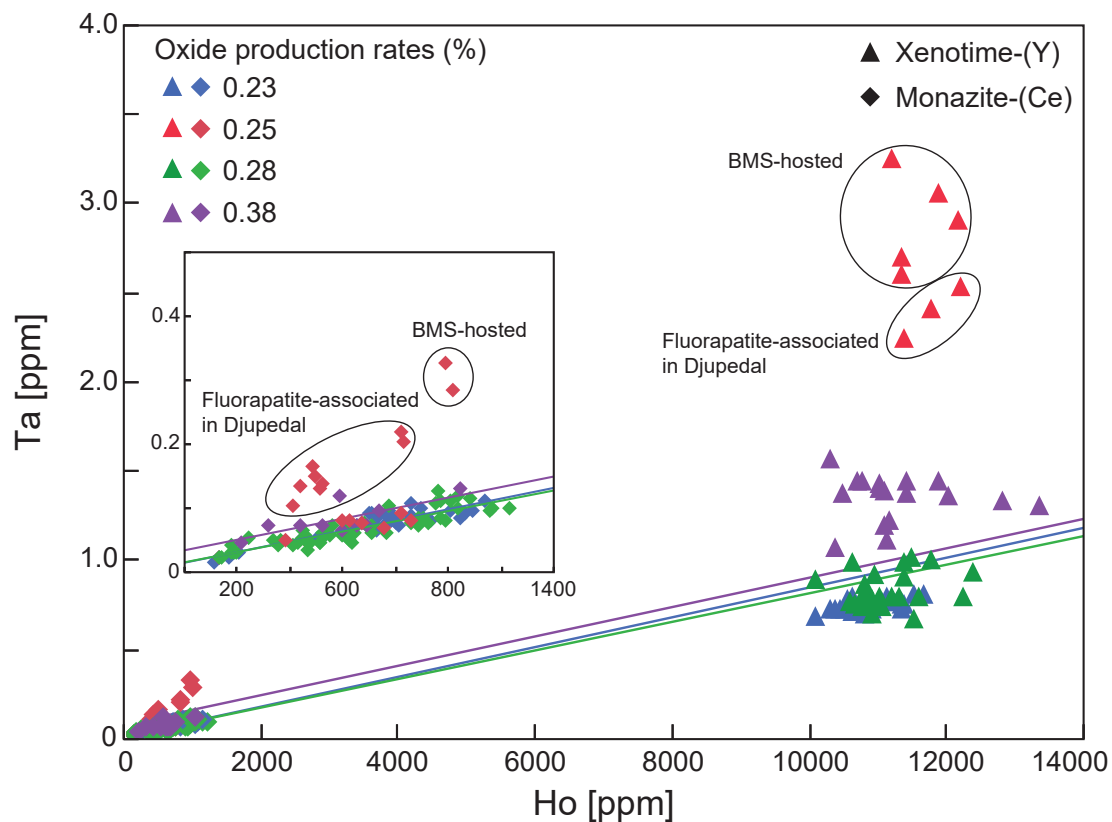 4.0
3.0
2.0
1.0
0
Ta [ppm]
Oxide production rates (%)
0.23
0.25
0.28
0.38
Xenotime-(Y)
Monazite-(Ce)
BMS-hosted
Fluorapatite-associated
in Djupedal
0.4
0.2
0
BMS-hosted
Fluorapatite-associated
in Djupedal
200
600
800
1400
0
2000
4000
6000
8000
10000
12000
14000
Ho [ppm]